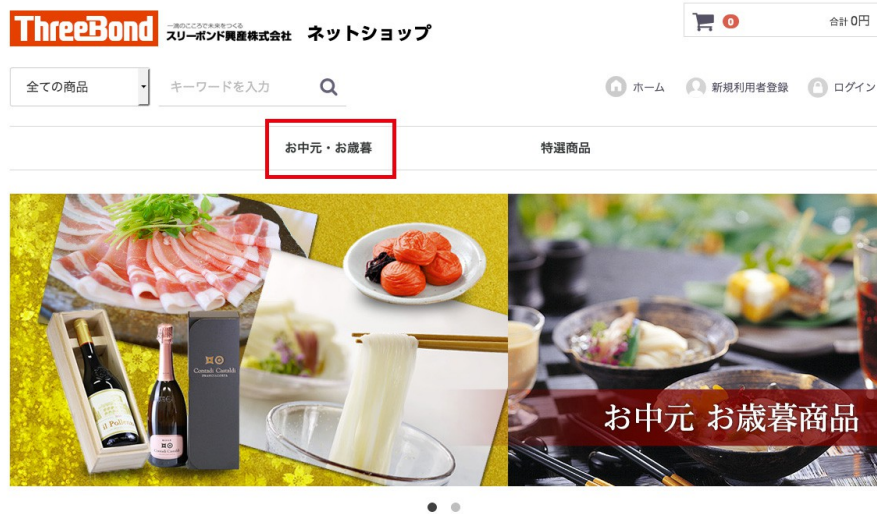 ThreeBond
一滴のこころで未来をつくる
スリーボンド興産株式会社
ネットショップ
0
合計 0円
全ての商品
キーワードを入力
ホーム
新規利用者登録
ログイン
お中元・お歳暮
特選商品
Contadi Castaldi
il Pollenza
お中元 お歳暮商品